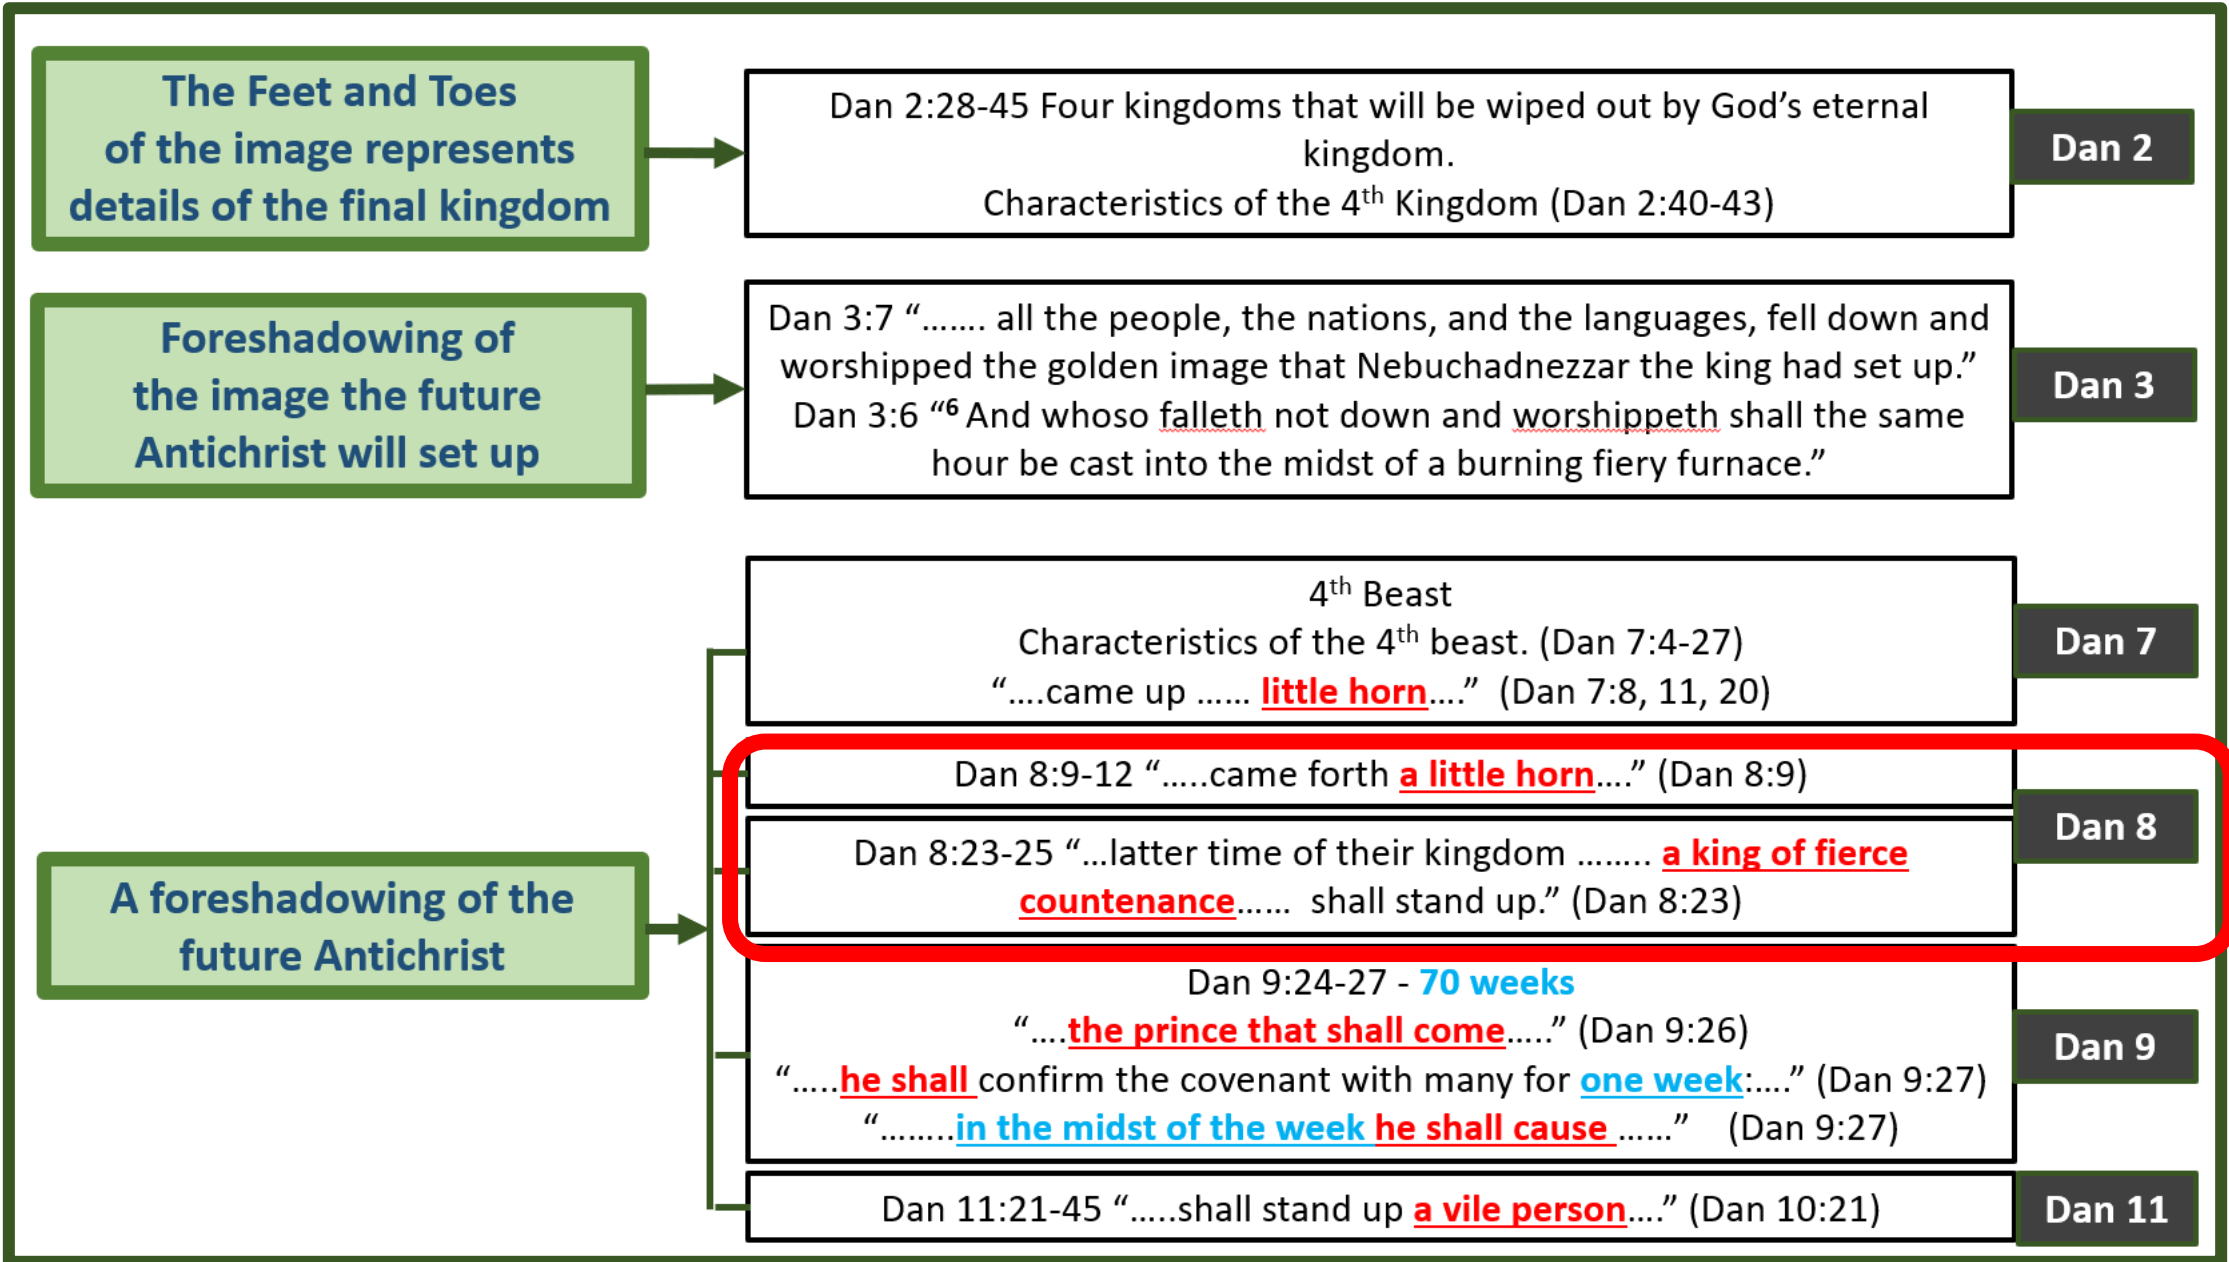 The Feet and Toes
of the image represents
details of the final kingdom
Dan 2:28-45 Four kingdoms that will be wiped out by God’s eternal
kingdom.
Characteristics of the 4th Kingdom (Dan 2:40-43)
Dan 2
Foreshadowing of
the image the future
Antichrist will set up
Dan 3:7 “……. all the people, the nations, and the languages, fell down and
worshipped the golden image that Nebuchadnezzar the king had set up.”
Dan 3:6 “6 And whoso falleth not down and worshippeth shall the same
hour be cast into the midst of a burning fiery furnace.”
Dan 3
A foreshadowing of the
future Antichrist
4th Beast
Characteristics of the 4th beast. (Dan 7:4-27)
“….came up …… little horn….” (Dan 7:8, 11, 20)
Dan 7
Dan 8:9-12 “…..came forth a little horn….” (Dan 8:9)
Dan 8:23-25 “…latter time of their kingdom …….. a king of fierce
countenance…… shall stand up.” (Dan 8:23)
Dan 8
Dan 9:24-27 - 70 weeks
“….the prince that shall come…..” (Dan 9:26)
“…..he shall confirm the covenant with many for one week:….” (Dan 9:27)
“……..in the midst of the week he shall cause ……” (Dan 9:27)
Dan 9
Dan 11:21-45 “…..shall stand up a vile person….” (Dan 10:21)
Dan 11